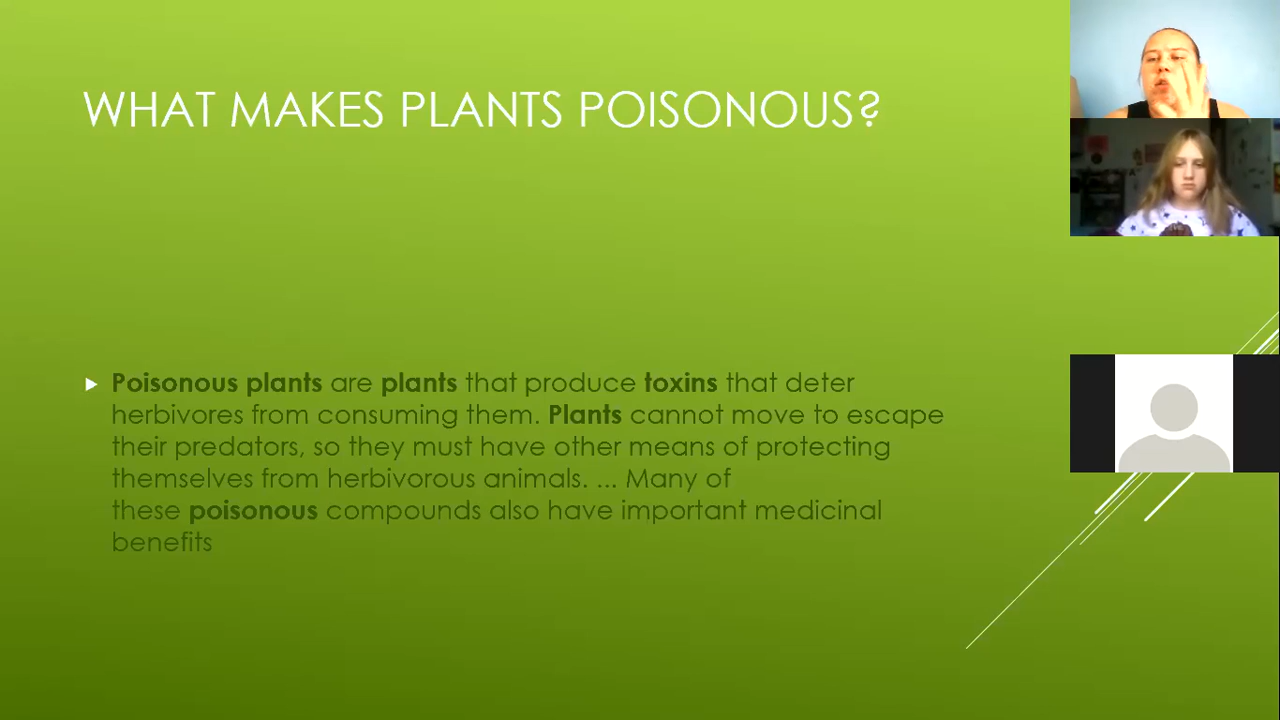 WHAT MAKES PLANTS POISONOUS?
Poisonous plants are plants that produce toxins that deter
herbivores from consuming them. Plants cannot move to escape
their predators, so they must have other means of protecting
themselves from herbivorous animals. ... Many of
these poisonous compounds also have important medicinal
benefits